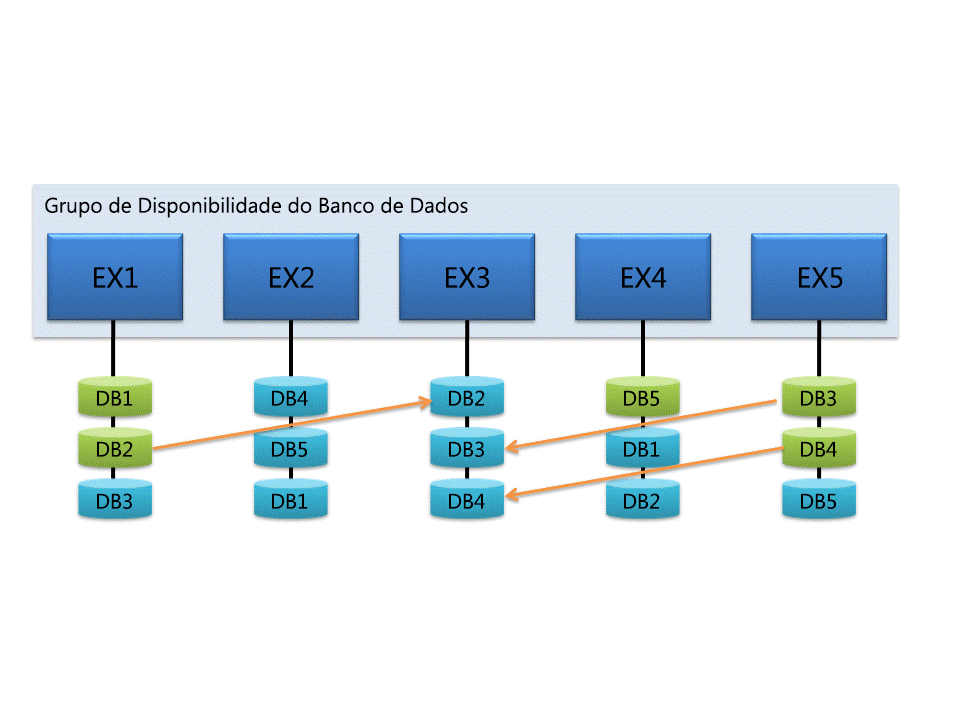 Grupo de Disponibilidade do Banco de Dados
EX1 EX2 EX3 EX4 EX5
DB1 DB4 DB2 DB5 DB3
DB2 DB5 DB3 DB1 DB4
DB3 DB1 DB4 DB2 DB5